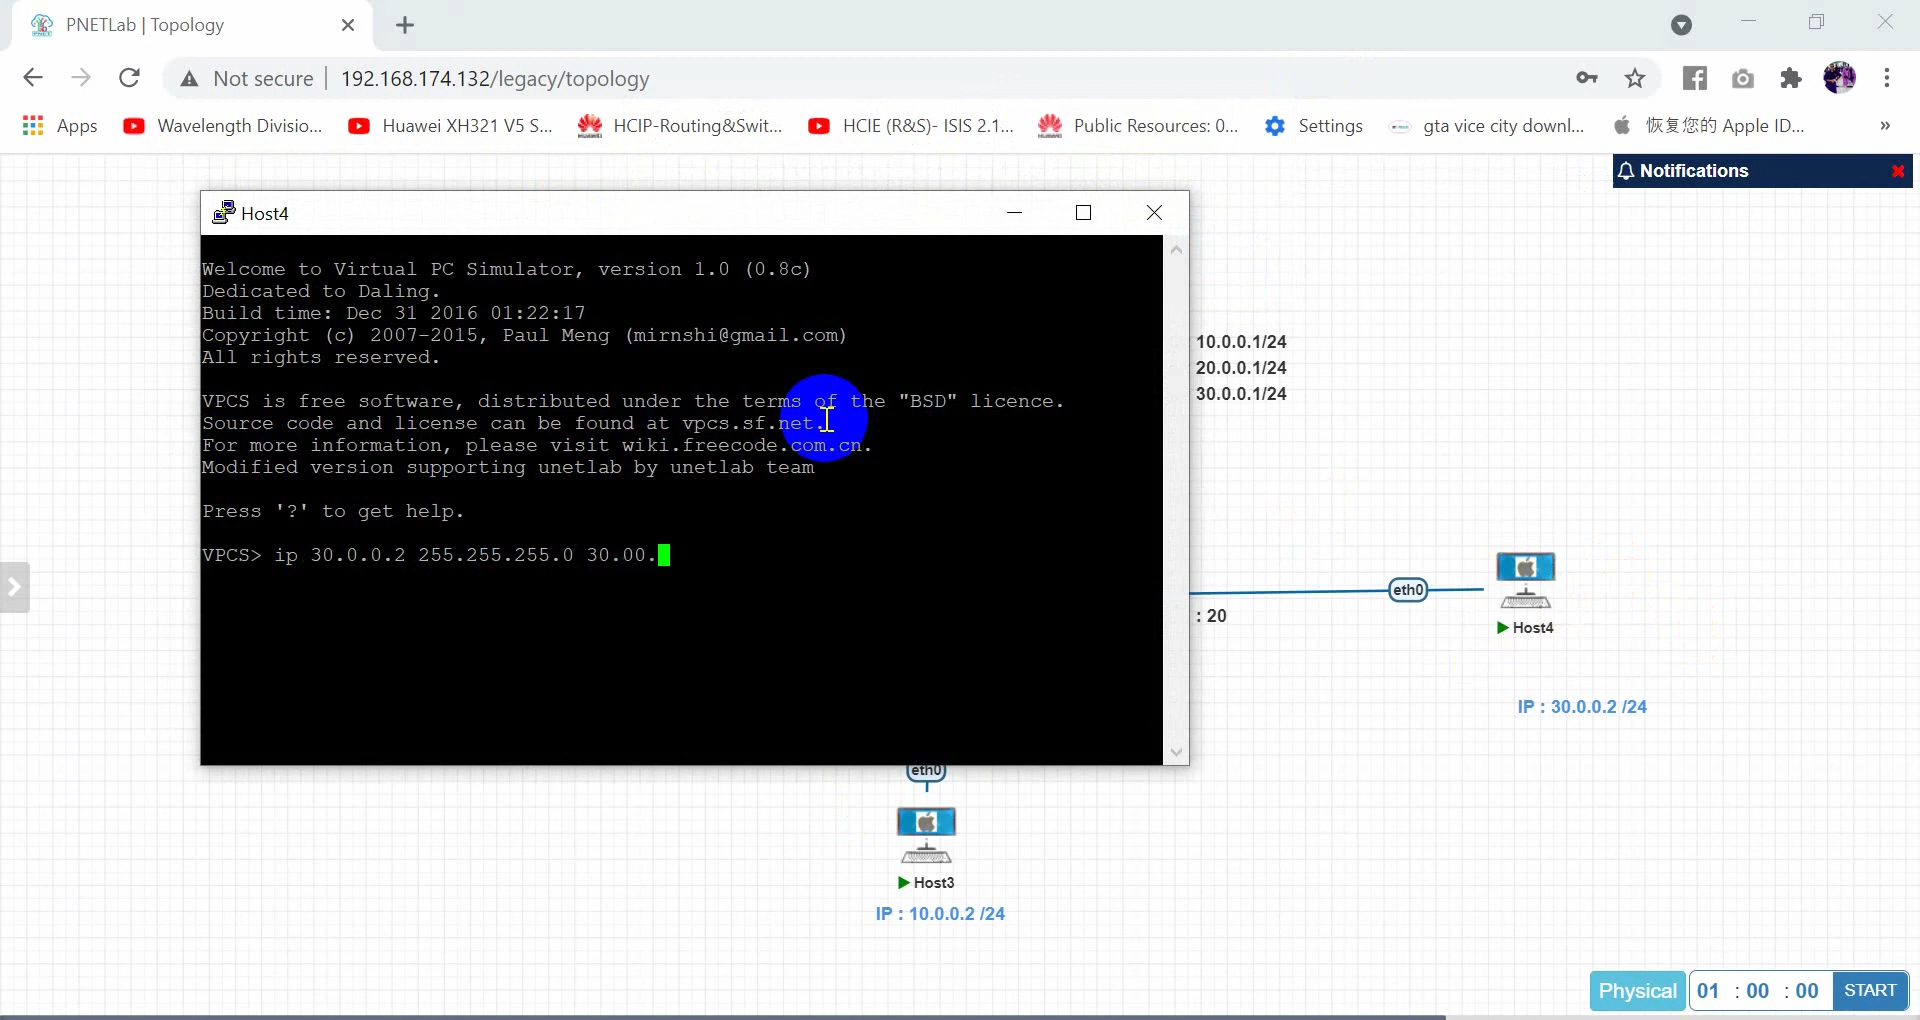 PNETLab | Topology
Not secure | 192.168.174.132/legacy/topology
Apps
Wavelength Divisio...
Huawei XH321 V5 S...
HCIP-Routing&Swit...
HCIE (R&S)- ISIS 2.1...
Public Resources: 0...
Settings
gta vice city downl...
恢复您的 Apple ID...
»
Notifications
Host4
Welcome to Virtual PC Simulator, version 1.0 (0.8c)
Dedicated to Daling.
Build time: Dec 31 2016 01:22:17
Copyright (c) 2007-2015, Paul Meng (mirnshi@gmail.com)
All rights reserved.
VPCS is free software, distributed under the terms of the "BSD" licence.
Source code and license can be found at vpcs.sf.net.
For more information, please visit wiki.freecode.com.cn.
Modified version supporting unetlab by unetlab team
Press '?' to get help.
VPCS> ip 30.0.0.2 255.255.255.0 30.00.
10.0.0.1/24
20.0.0.1/24
30.0.0.1/24
eth0
: 20
Host4
IP : 30.0.0.2 /24
eth0
Host3
IP : 10.0.0.2 /24
Physical
01 : 00 : 00
START